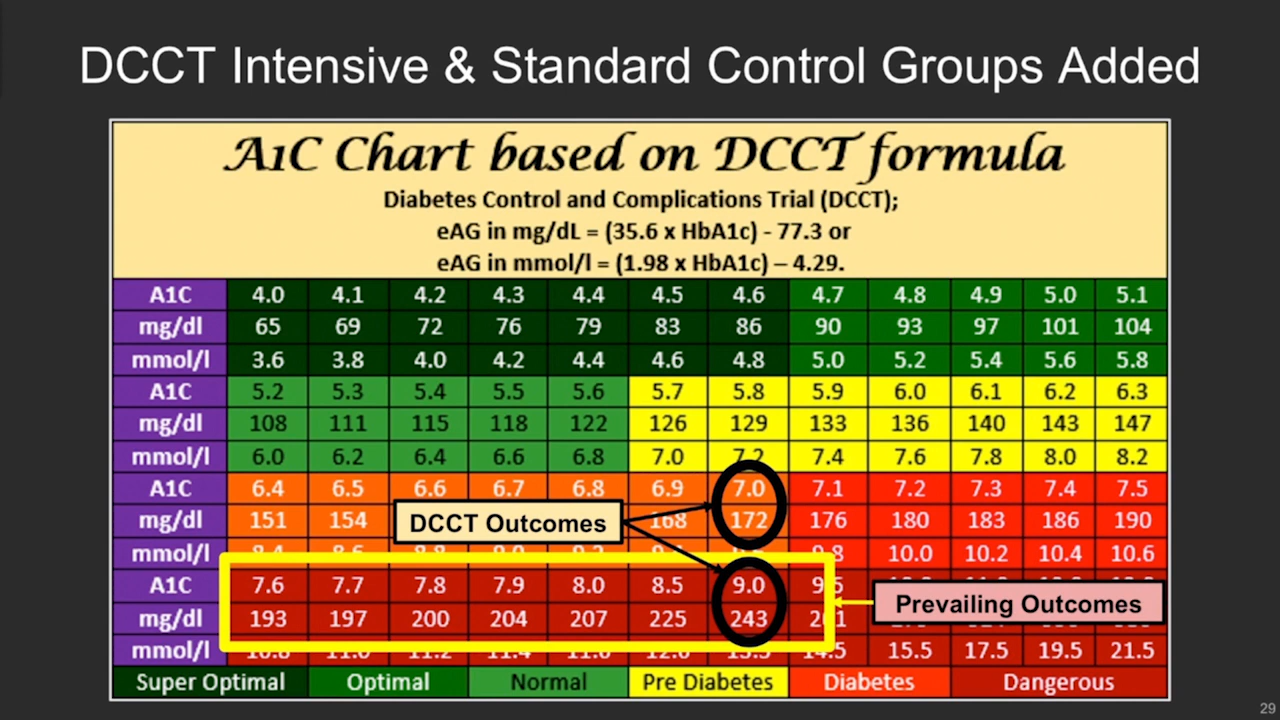 DCCT Intensive & Standard Control Groups Added
A1C Chart based on DCCT formula
Diabetes Control and Complications Trial (DCCT);
eAG in mg/dL = (35.6 x HbA1c) - 77.3 or
eAG in mmol/l = (1.98 x HbA1c) – 4.29.
A1C 4.0 4.1 4.2 4.3 4.4 4.5 4.6 4.7 4.8 4.9 5.0 5.1
mg/dl 65 69 72 76 79 83 86 90 93 97 101 104
mmol/l 3.6 3.8 4.0 4.2 4.4 4.6 4.8 5.0 5.2 5.4 5.6 5.8
A1C 5.2 5.3 5.4 5.5 5.6 5.7 5.8 5.9 6.0 6.1 6.2 6.3
mg/dl 108 111 115 118 122 126 129 133 136 140 143 147
mmol/l 6.0 6.2 6.4 6.6 6.8 7.0 7.2 7.4 7.6 7.8 8.0 8.2
A1C 6.4 6.5 6.6 6.7 6.8 6.9 7.0 7.1 7.2 7.3 7.4 7.5
mg/dl 151 154 168 172 176 180 183 186 190
DCCT Outcomes
mmol/l 10.0 10.2 10.4 10.6
A1C 7.6 7.7 7.8 7.9 8.0 8.5 9.0
Prevailing Outcomes
mg/dl 193 197 200 204 207 225 243
mmol/l 15.5 17.5 19.5 21.5
Super Optimal Optimal Normal Pre Diabetes Diabetes Dangerous
29